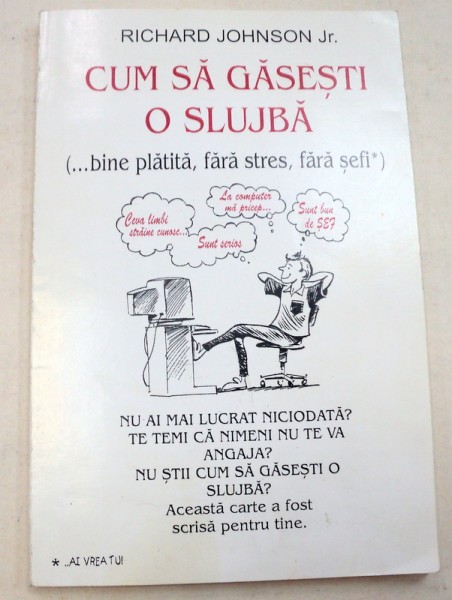 RICHARD JOHNSON Jr.
CUM SĂ GĂSEȘTI
O SLUJBĂ
(...bine plătită, fără stres, fără șefi*)
La computer
mă pricep...
Ceva limbi
străine cunosc...
Sunt serios
Sunt bun
de ȘEF
NU AI MAI LUCRAT NICIODATĂ?
TE TEMI CĂ NIMENI NU TE VA
ANGAJA?
NU ȘTII CUM SĂ GĂSEȘTI O
SLUJBĂ?
Această carte a fost
scrisă pentru tine.
* ..AI VREA TU!